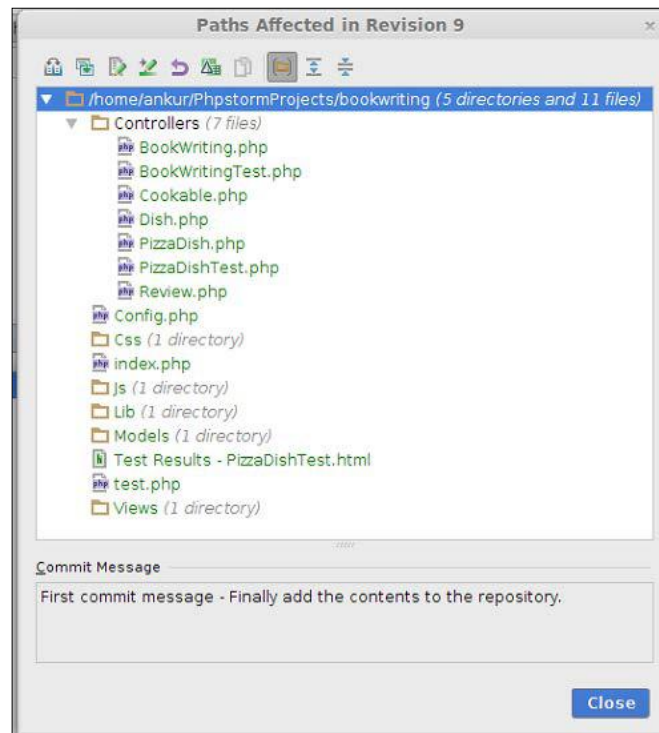 Paths Affected in Revision 9
/home/ankur/PhpstormProjects/bookwriting (5 directories and 11 files)
Controllers (7 files)
BookWriting.php
BookWritingTest.php
Cookable.php
Dish.php
PizzaDish.php
PizzaDishTest.php
Review.php
Config.php
Css (1 directory)
index.php
Js (1 directory)
Lib (1 directory)
Models (1 directory)
Test Results - PizzaDishTest.html
test.php
Views (1 directory)
Commit Message
First commit message - Finally add the contents to the repository.
Close